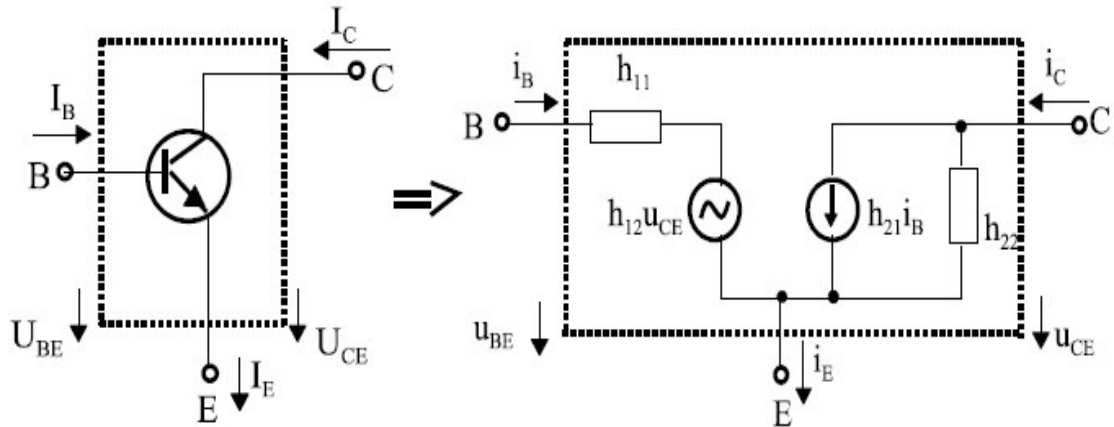 I_C
C
I_B
B
U_BE
U_CE
I_E
E
i_B
h_11
i_C
B
C
h_12u_CE
h_21i_B
h_22
u_BE
u_CE
i_E
E